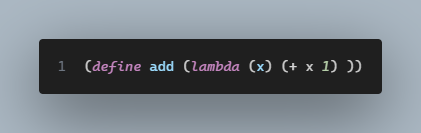 1 (define add (lambda (x) (+ x 1) ))